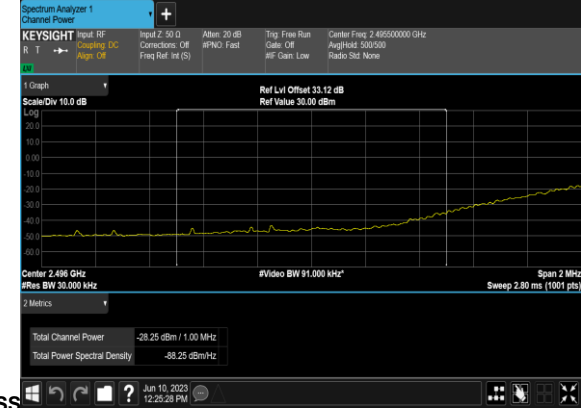 Spectrum Analyzer 1
Channel Power
+
KEYSIGHT
R T
LXI
Input: RF
Coupling: DC
Align: Off
Input Z: 50 Ω
Corrections: Off
Freq Ref: Int (S)
Atten: 20 dB
#PNO: Fast
Trig: Free Run
Gate: Off
#IF Gain: Low
Center Freq: 2.495500000 GHz
Avg|Hold: 500/500
Radio Std: None
1 Graph
Scale/Div 10.0 dB
Ref Lvl Offset 33.12 dB
Ref Value 30.00 dBm
Log
20.0
10.0
0.00
-10.0
-20.0
-30.0
-40.0
-50.0
-60.0
Center 2.496 GHz
#Res BW 30.000 kHz
#Video BW 91.000 kHz*
Span 2 MHz
Sweep 2.80 ms (1001 pts)
2 Metrics
Total Channel Power -28.25 dBm / 1.00 MHz
Total Power Spectral Density -88.25 dBm/Hz
ss
?
Jun 10, 2023
12:25:28 PM